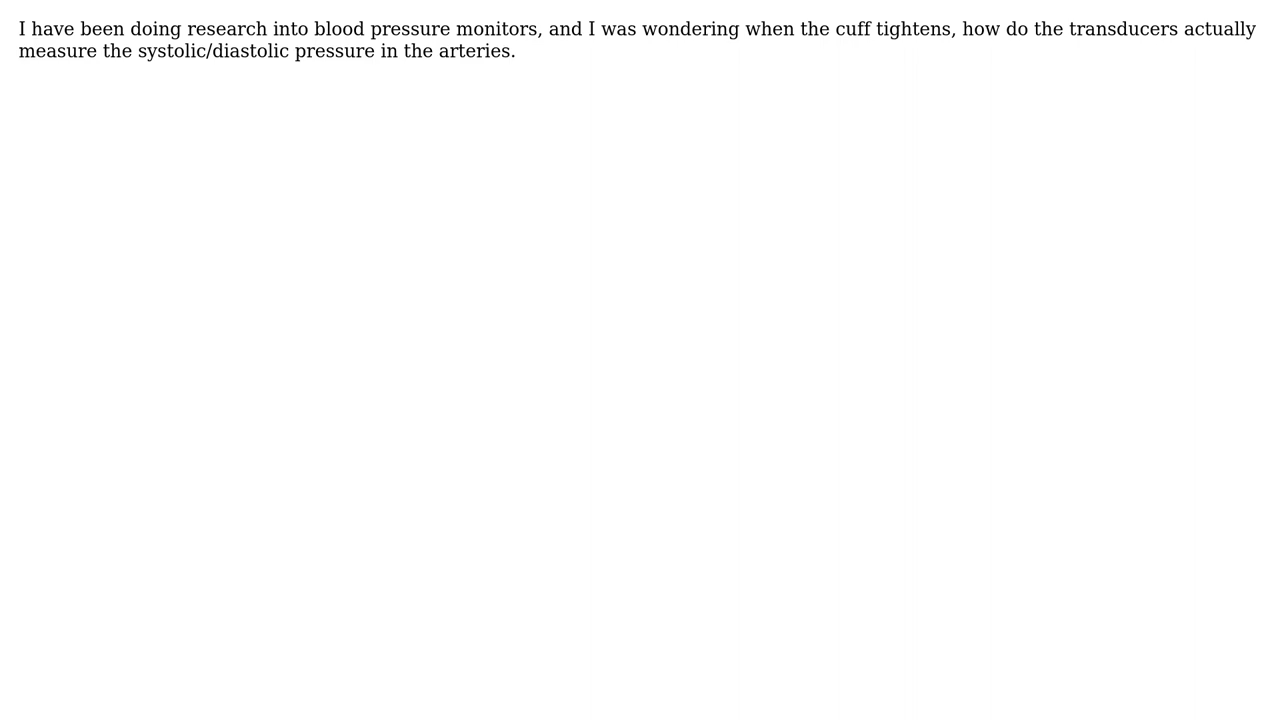 I have been doing research into blood pressure monitors, and I was wondering when the cuff tightens, how do the transducers actually
measure the systolic/diastolic pressure in the arteries.